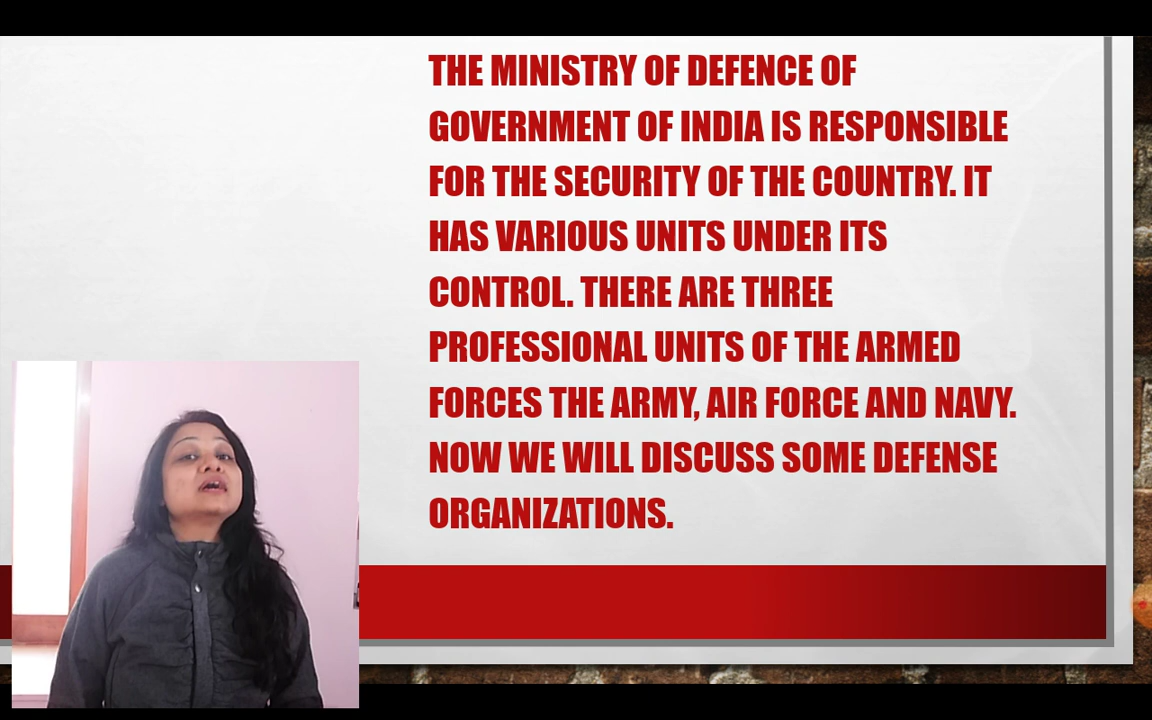 THE MINISTRY OF DEFENCE OF
GOVERNMENT OF INDIA IS RESPONSIBLE
FOR THE SECURITY OF THE COUNTRY. IT
HAS VARIOUS UNITS UNDER ITS
CONTROL. THERE ARE THREE
PROFESSIONAL UNITS OF THE ARMED
FORCES THE ARMY, AIR FORCE AND NAVY.
NOW WE WILL DISCUSS SOME DEFENSE
ORGANIZATIONS.